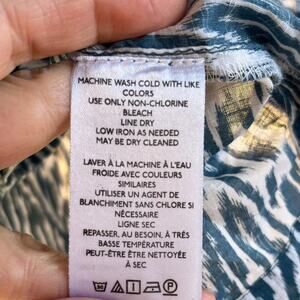 MACHINE WASH COLD WITH LIKE
COLORS
USE ONLY NON-CHLORINE
BLEACH
LINE DRY
LOW IRON AS NEEDED
MAY BE DRY CLEANED
LAVER À LA MACHINE À L'EAU
FROIDE AVEC COULEURS
SIMILAIRES
UTILISER UN AGENT DE
BLANCHIMENT SANS CHLORE SI
NÉCESSAIRE
LIGNE SEC
REPASSER, AU BESOIN, À TRÈS
BASSE TEMPÉRATURE
PEUT-ÊTRE ÊTRE NETTOYÉE
À SEC